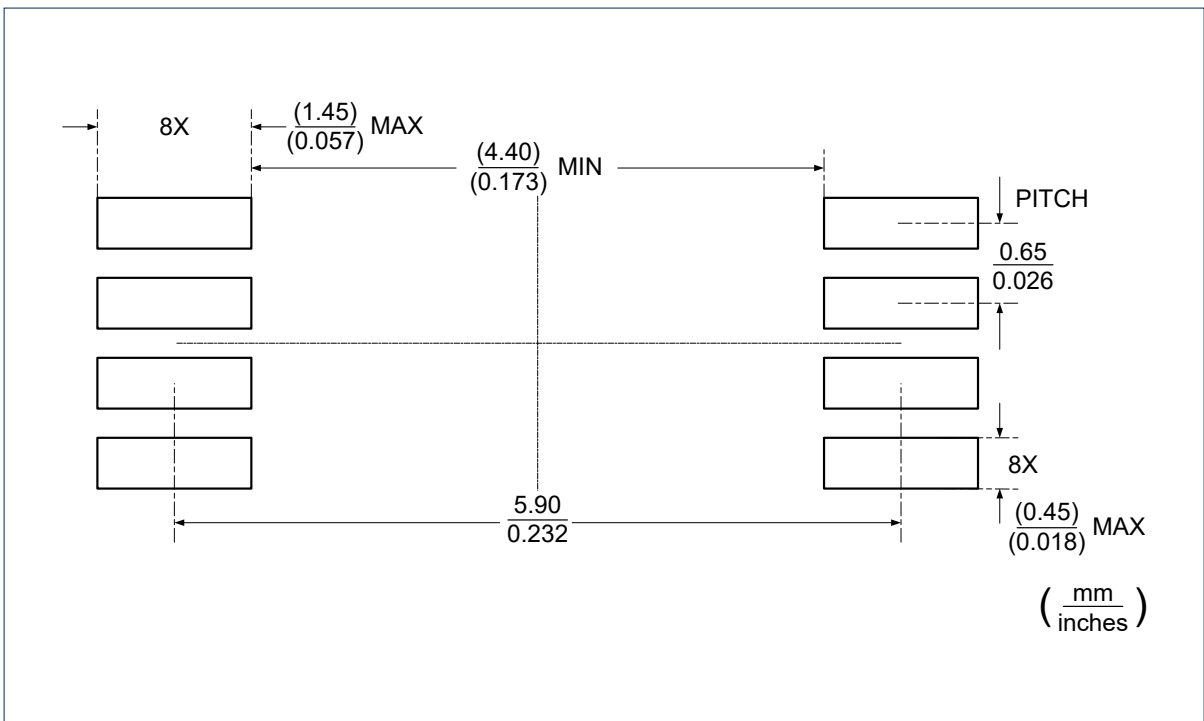 8X
(1.45)
(0.057) MAX
(4.40)
(0.173) MIN
PITCH
0.65
0.026
8X
(0.45)
(0.018) MAX
5.90
0.232
( mm
inches )